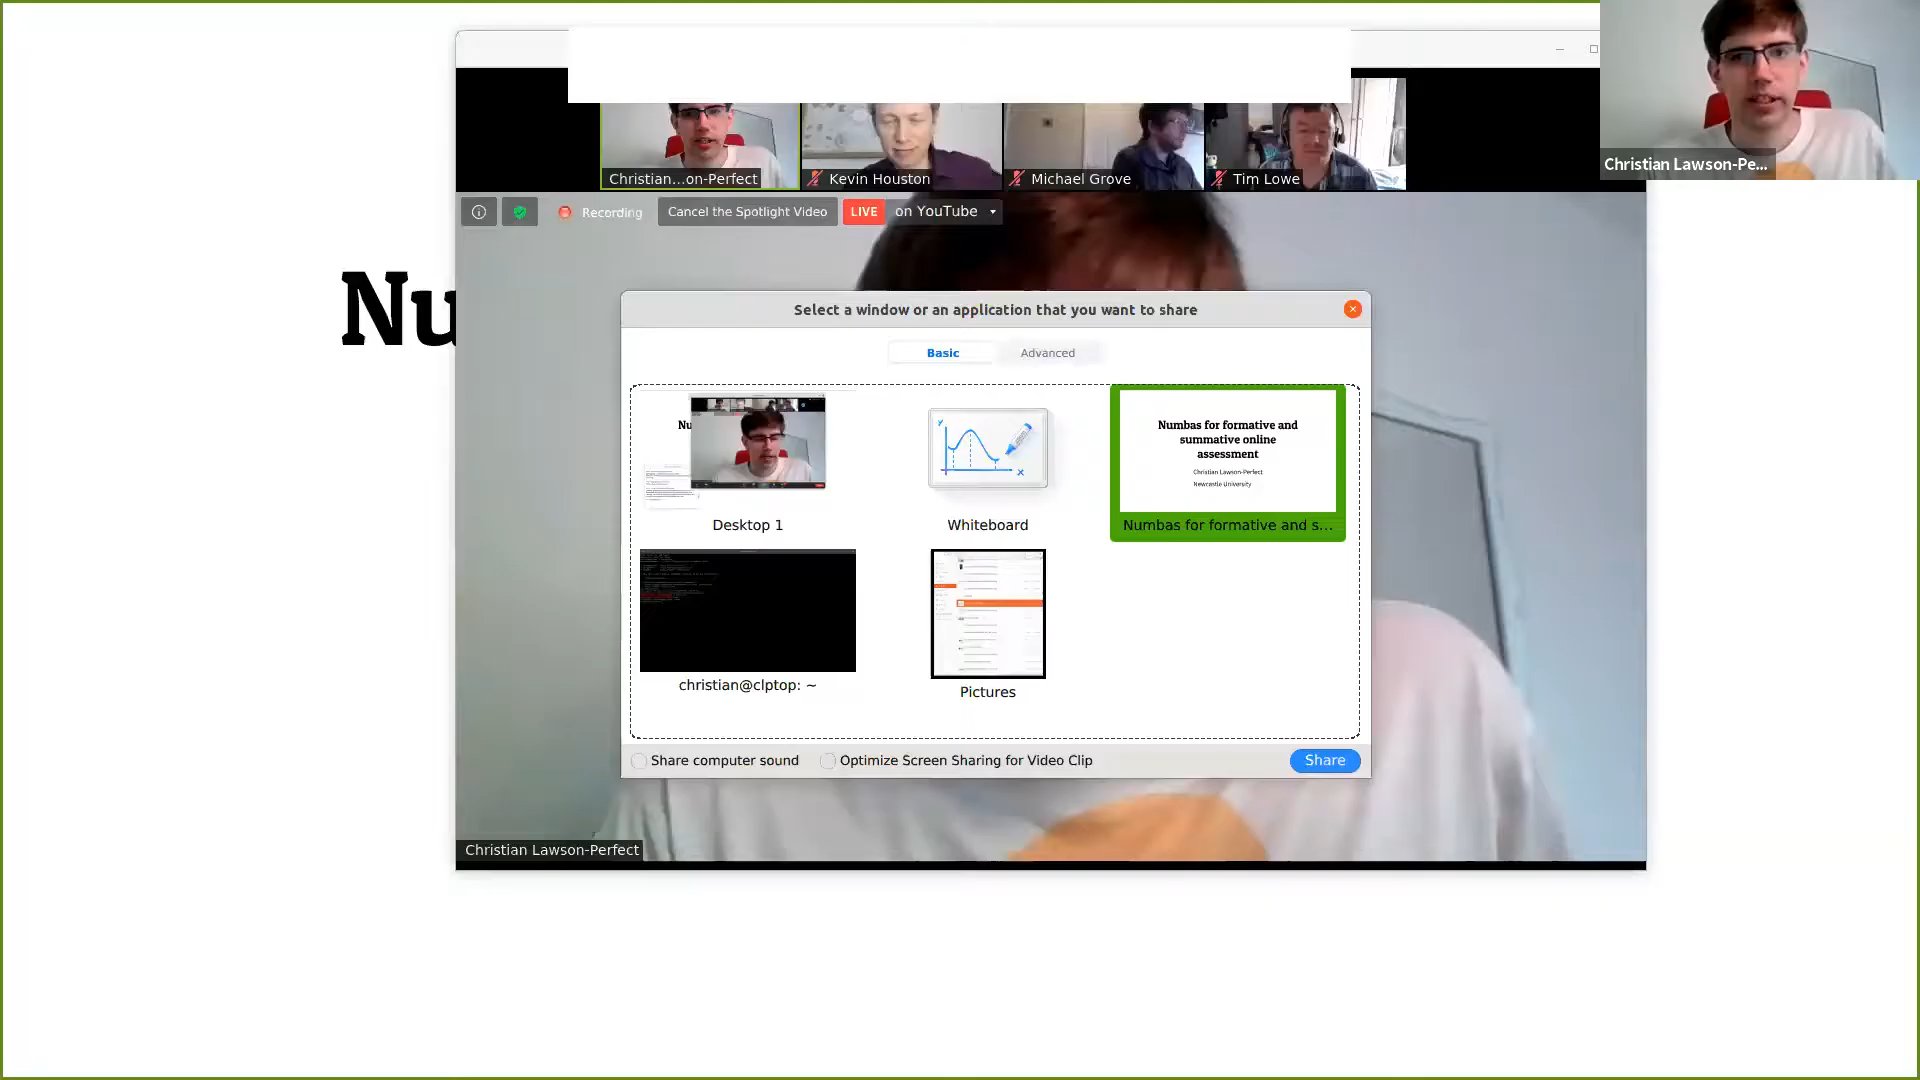 Nu
Christian...on-Perfect
Kevin Houston
Michael Grove
Tim Lowe
Christian Lawson-Pe...
Recording
Cancel the Spotlight Video
LIVE
on YouTube
Select a window or an application that you want to share
Basic
Advanced
Nu
Y
X
Numbas for formative and
summative online
assessment
Christian Lawson-Perfect
Newcastle University
Desktop 1
Whiteboard
Numbas for formative and s...
christian@clptop: ~
Pictures
Share computer sound
Optimize Screen Sharing for Video Clip
Share
Christian Lawson-Perfect